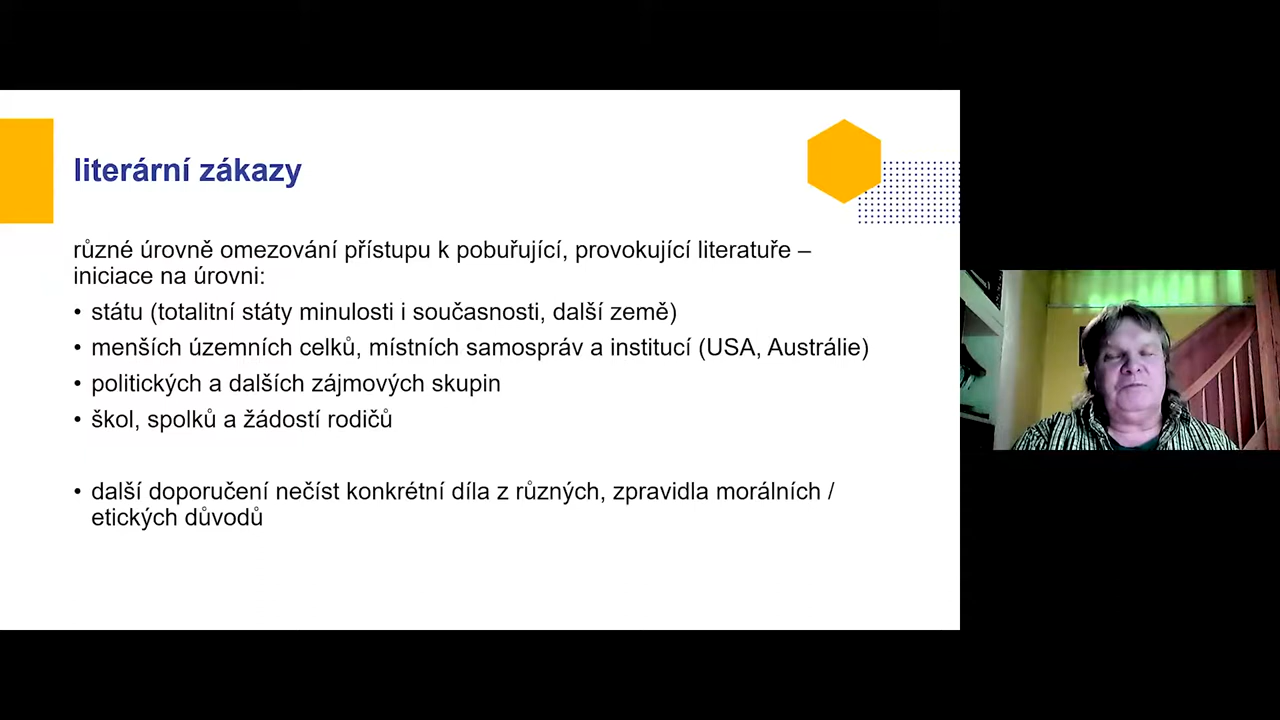 literární zákazy
různé úrovně omezování přístupu k pobuřující, provokující literatuře –
iniciace na úrovni:
• státu (totalitní státy minulosti i současnosti, další země)
• menších územních celků, místních samospráv a institucí (USA, Austrálie)
• politických a dalších zájmových skupin
• škol, spolků a žádostí rodičů
• další doporučení nečíst konkrétní díla z různých, zpravidla morálních /
etických důvodů